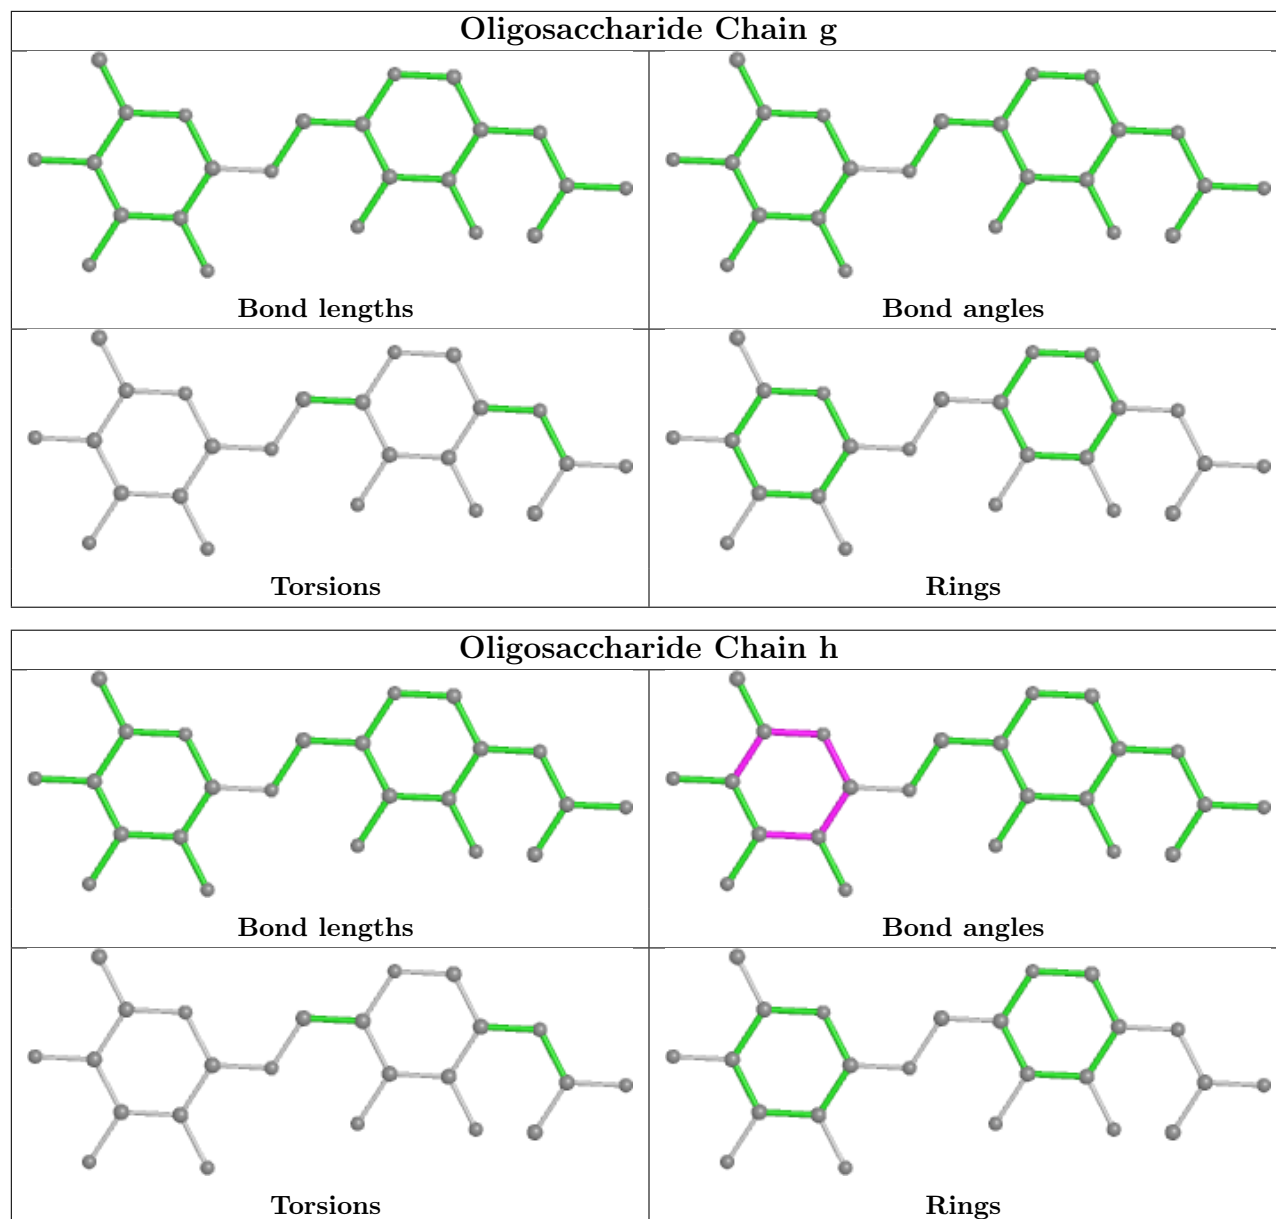 Oligosaccharide Chain g
Bond lengths
Bond angles
Torsions
Rings
Oligosaccharide Chain h
Bond lengths
Bond angles
Torsions
Rings